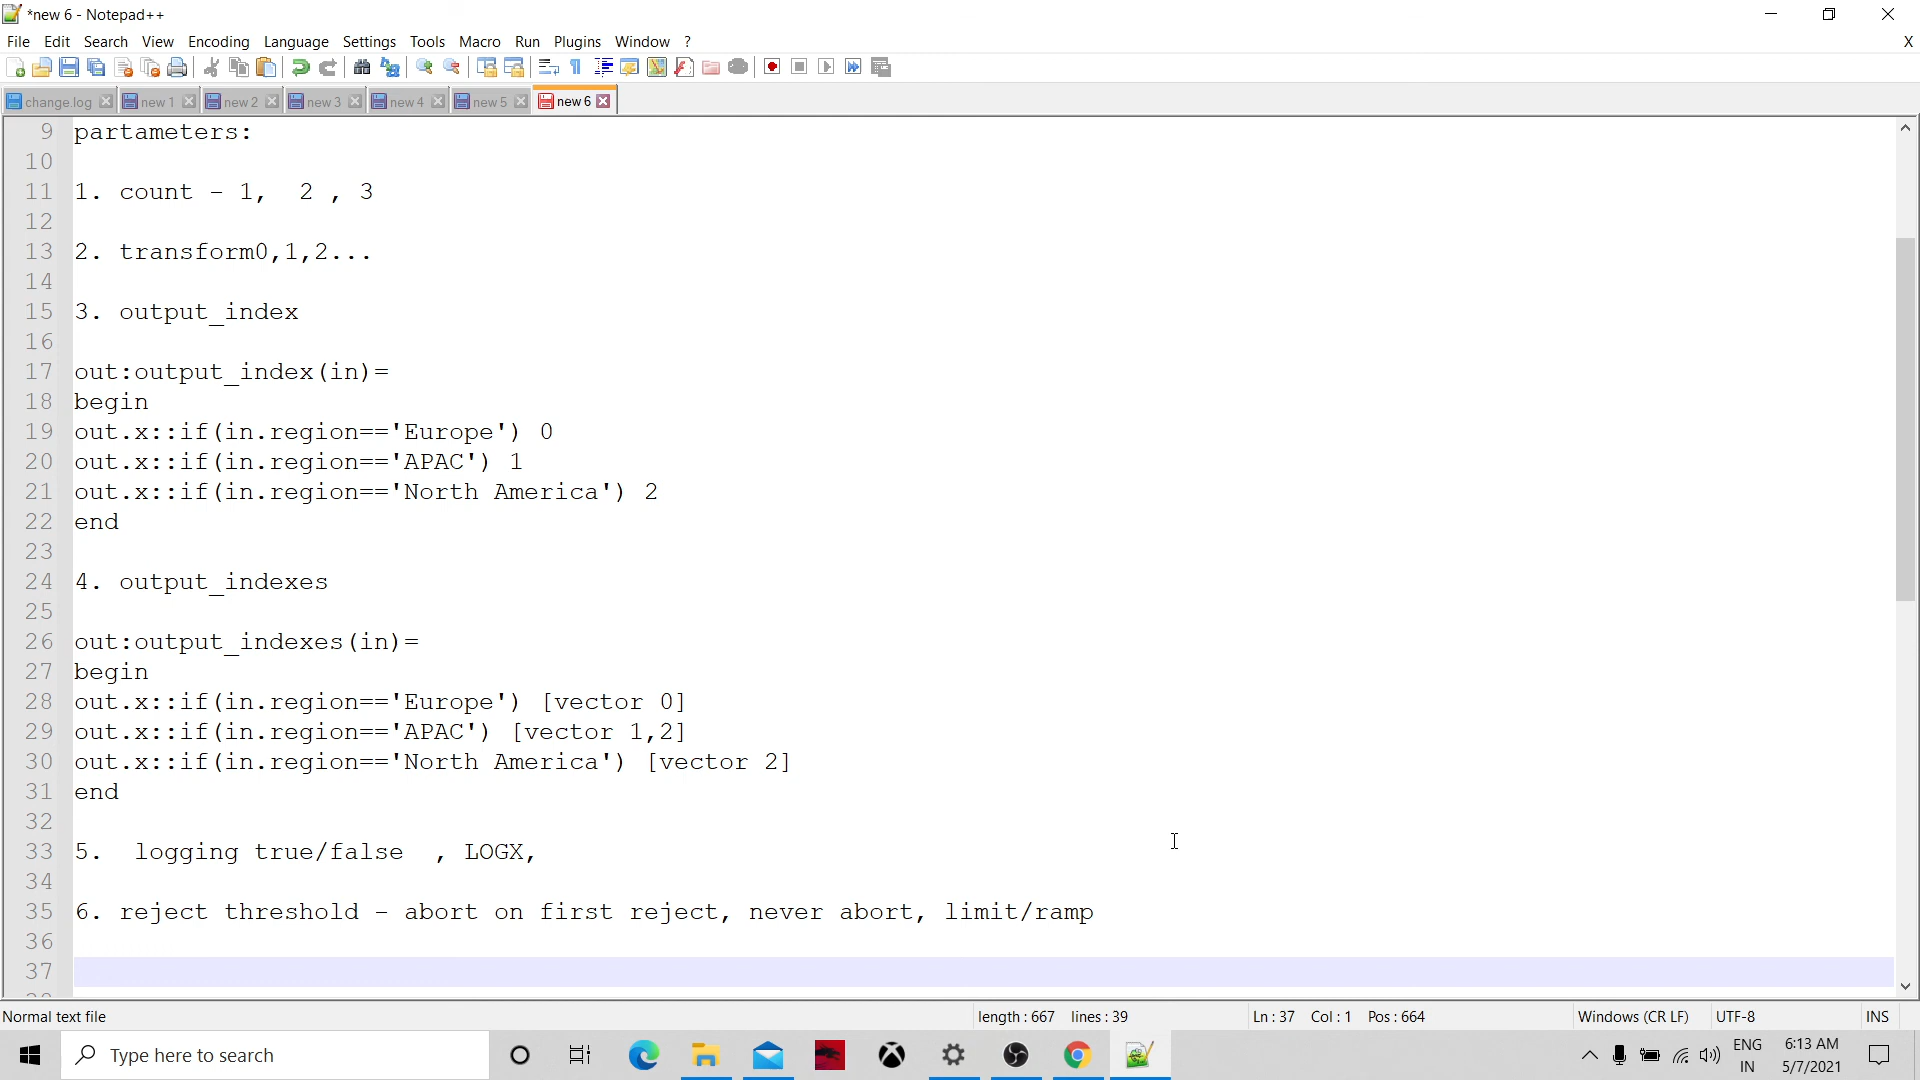 *new 6 - Notepad++
File Edit Search View Encoding Language Settings Tools Macro Run Plugins Window ? X
change.log new 1 new 2 new 3 new 4 new 5 new 6
9 partameters:
10
11 1. count - 1, 2 , 3
12
13 2. transform0,1,2...
14
15 3. output_index
16
17 out:output_index(in)=
18 begin
19 out.x::if(in.region=='Europe') 0
20 out.x::if(in.region=='APAC') 1
21 out.x::if(in.region=='North America') 2
22 end
23
24 4. output_indexes
25
26 out:output_indexes(in)=
27 begin
28 out.x::if(in.region=='Europe') [vector 0]
29 out.x::if(in.region=='APAC') [vector 1,2]
30 out.x::if(in.region=='North America') [vector 2]
31 end
32
33 5. logging true/false , LOGX,
34
35 6. reject threshold - abort on first reject, never abort, limit/ramp
36
37
Normal text file length : 667 lines : 39 Ln : 37 Col : 1 Pos : 664 Windows (CR LF) UTF-8 INS
Type here to search ENG 6:13 AM
IN 5/7/2021